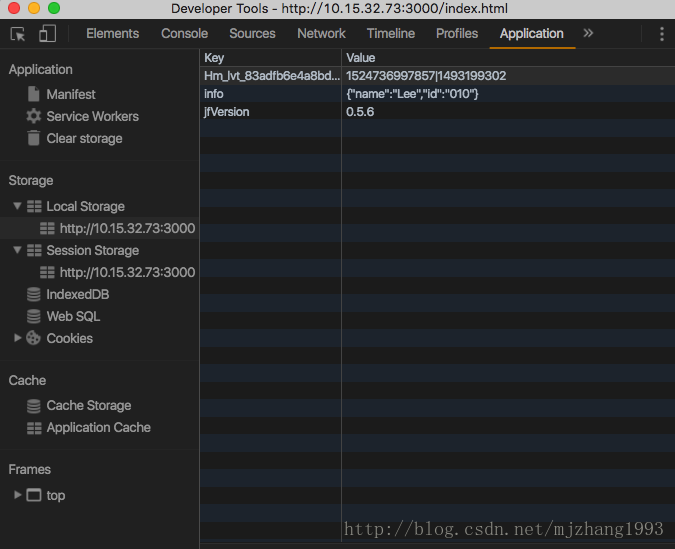 Developer Tools - http://10.15.32.73:3000/index.html
Elements Console Sources Network Timeline Profiles Application »
Application
Manifest
Service Workers
Clear storage
Storage
Local Storage
http://10.15.32.73:3000
Session Storage
http://10.15.32.73:3000
IndexedDB
Web SQL
Cookies
Cache
Cache Storage
Application Cache
Frames
top
Key Value
Hm_lvt_83adfb6e4a8bd... 1524736997857|1493199302
info {"name":"Lee","id":"010"}
jfVersion 0.5.6
http://blog.csdn.net/mjzhang1993